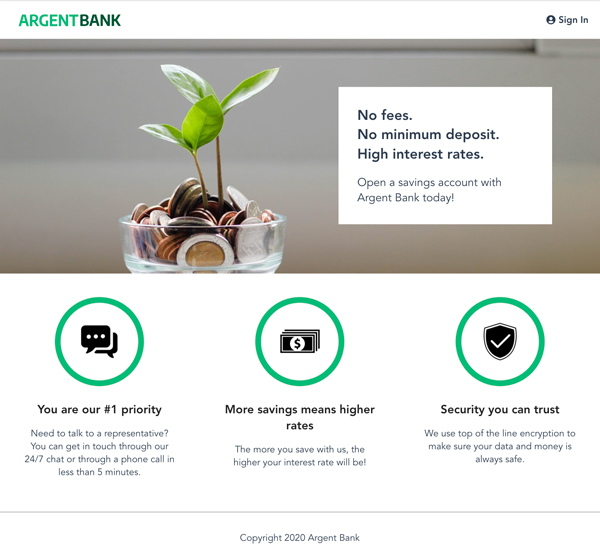 ARGENTBANK
Sign In
No fees.
No minimum deposit.
High interest rates.
Open a savings account with
Argent Bank today!
You are our #1 priority
Need to talk to a representative?
You can get in touch through our
24/7 chat or through a phone call in
less than 5 minutes.
More savings means higher
rates
The more you save with us, the
higher your interest rate will be!
Security you can trust
We use top of the line encryption to
make sure your data and money is
always safe.
Copyright 2020 Argent Bank